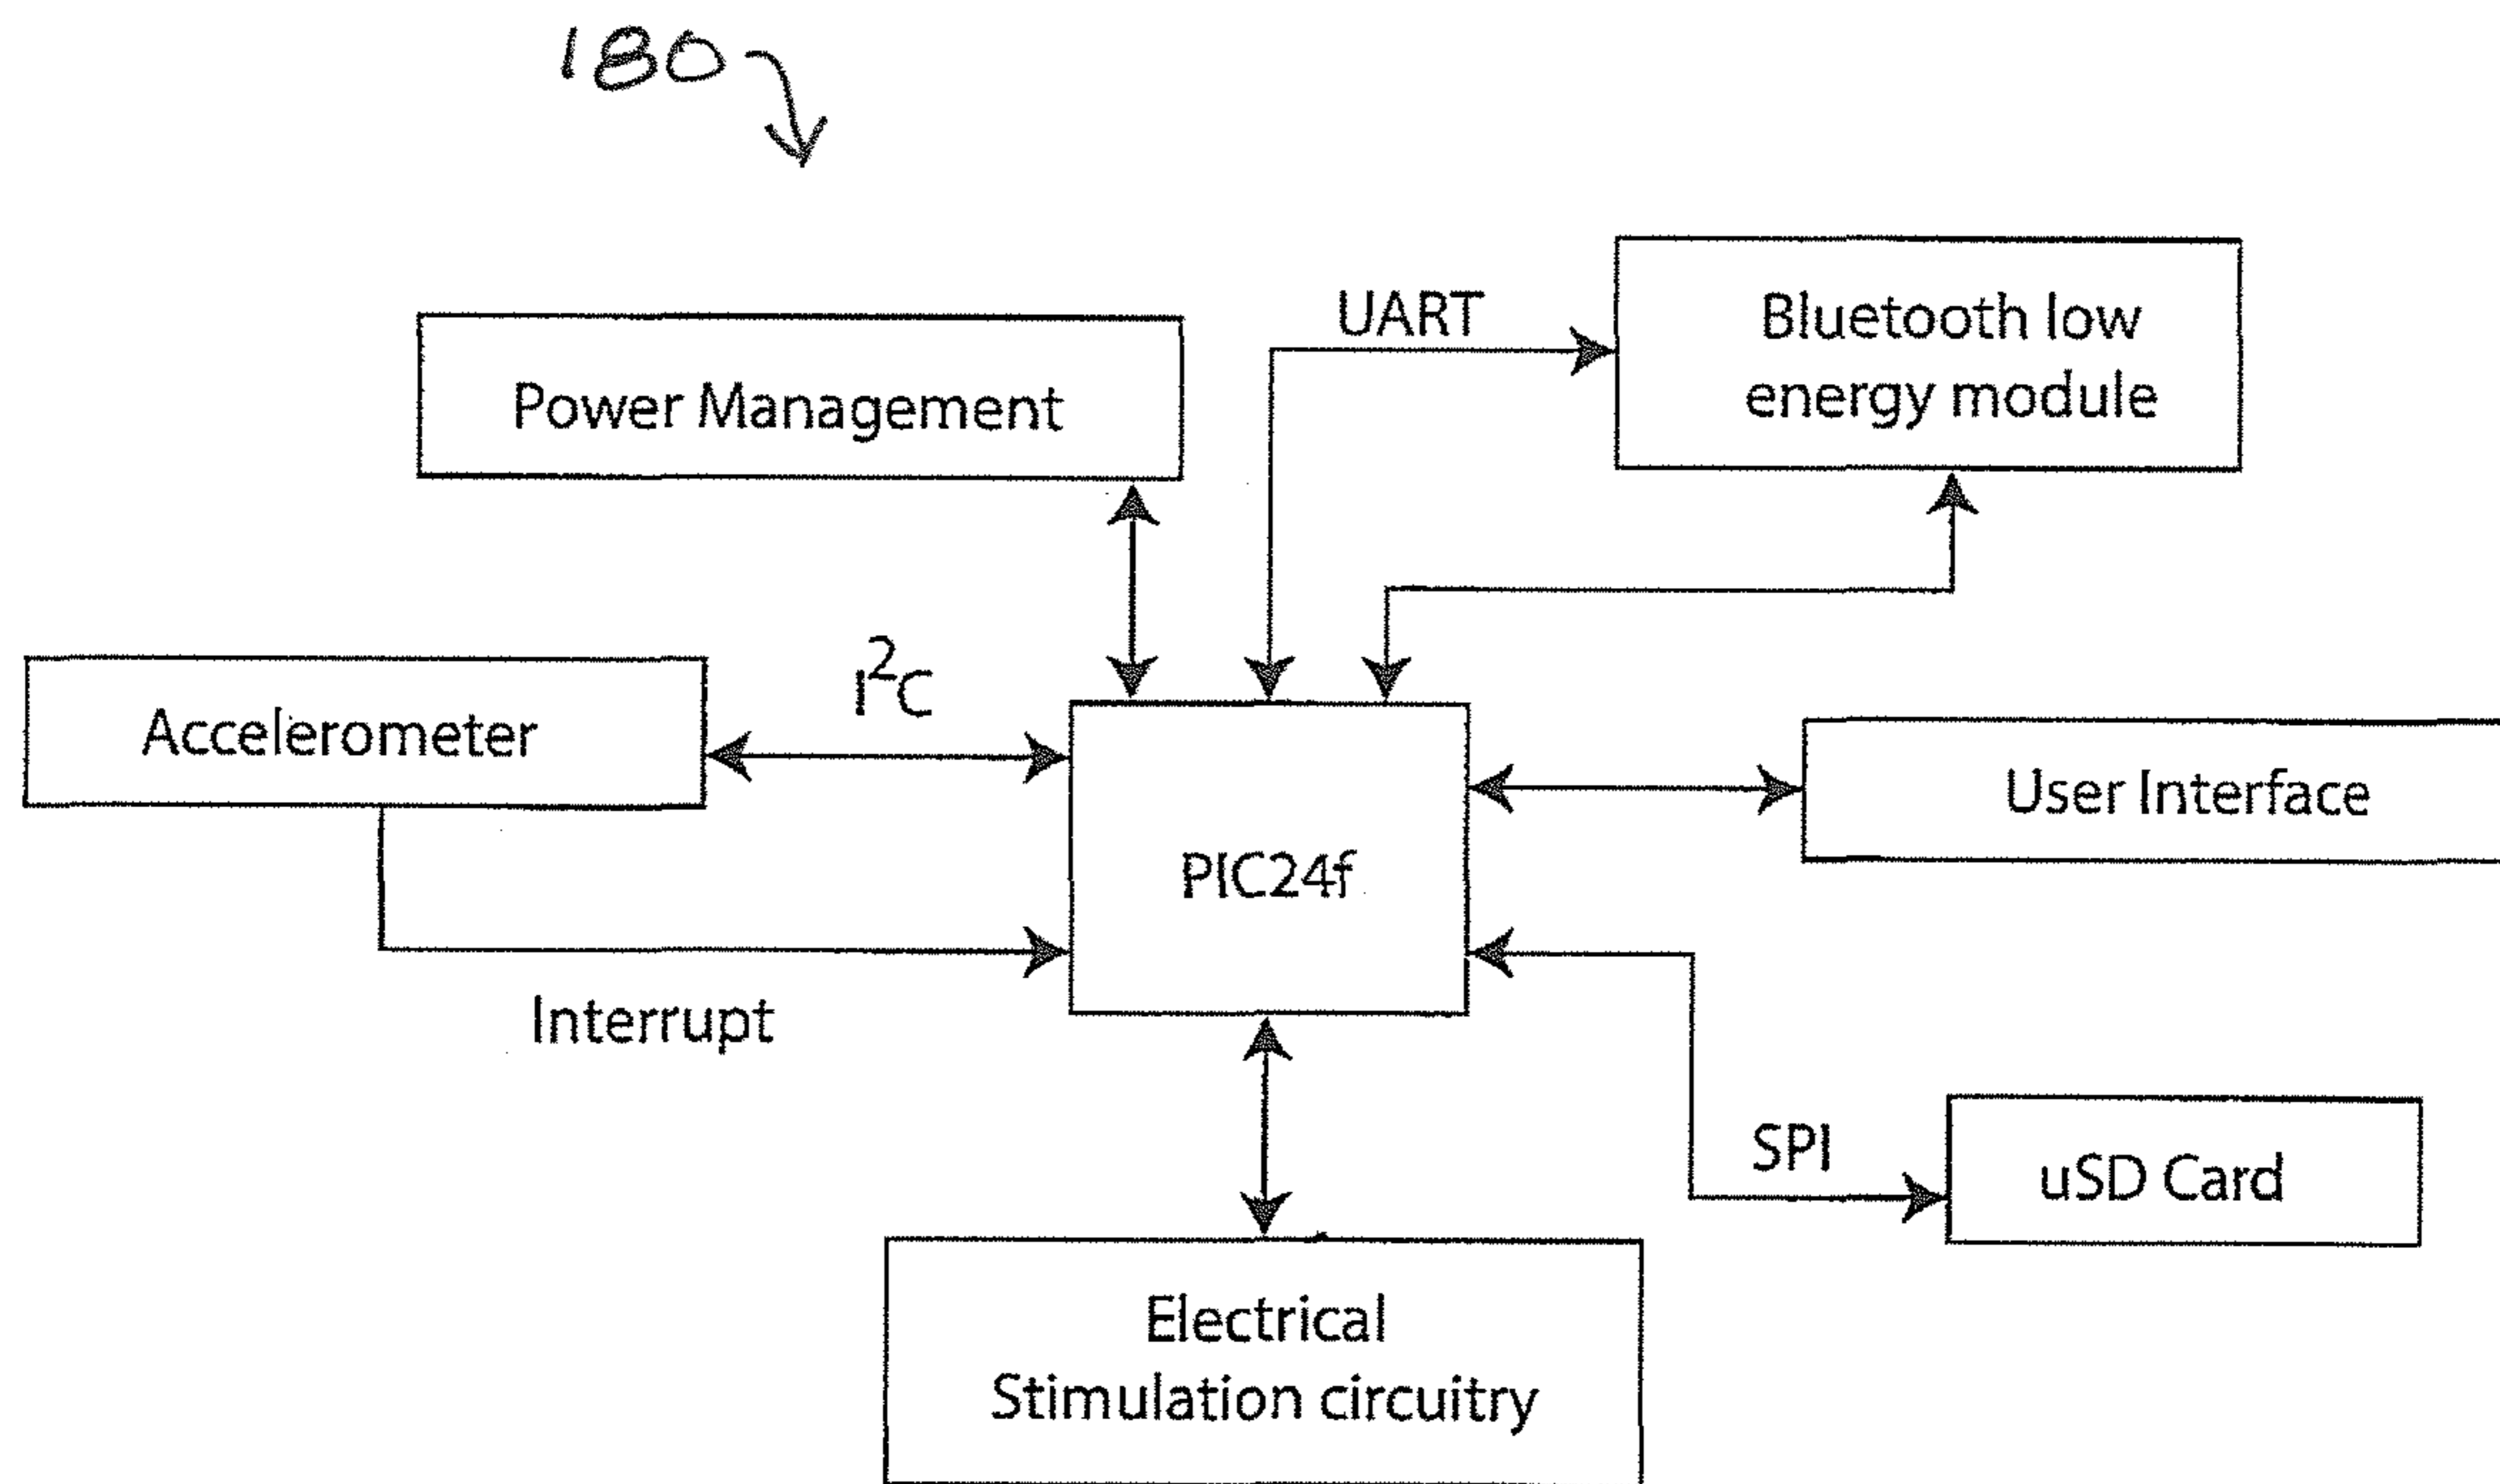 180
UART
Bluetooth low
energy module
Power Management
I²C
Accelerometer
User Interface
PIC24f
Interrupt
SPI
uSD Card
Electrical
Stimulation circuitry